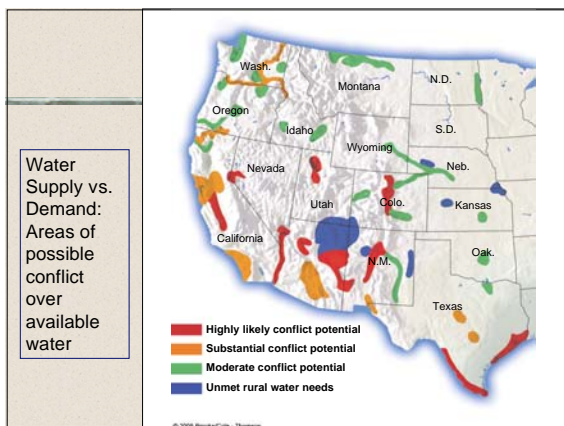 Water
Supply vs.
Demand:
Areas of
possible
conflict
over
available
water
Wash.
Montana
N.D.
Oregon
Idaho
S.D.
Wyoming
Nevada
Neb.
Utah
Colo.
Kansas
California
N.M.
Oak.
Texas
Highly likely conflict potential
Substantial conflict potential
Moderate conflict potential
Unmet rural water needs